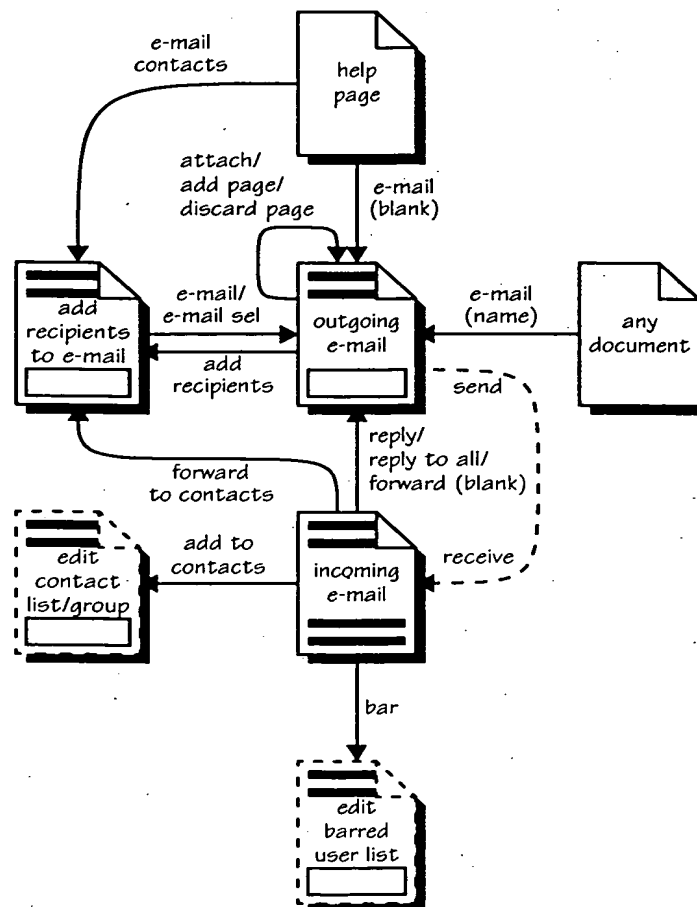 e-mail
contacts
help
page
attach/
add page/
discard page
e-mail
(blank)
add
recipients
to e-mail
e-mail/
e-mail sel
add
recipients
outgoing
e-mail
e-mail
(name)
any
document
send
forward
to contacts
reply/
reply to all/
forward (blank)
edit
contact
list/group
add to
contacts
incoming
e-mail
receive
bar
edit
barred
user list